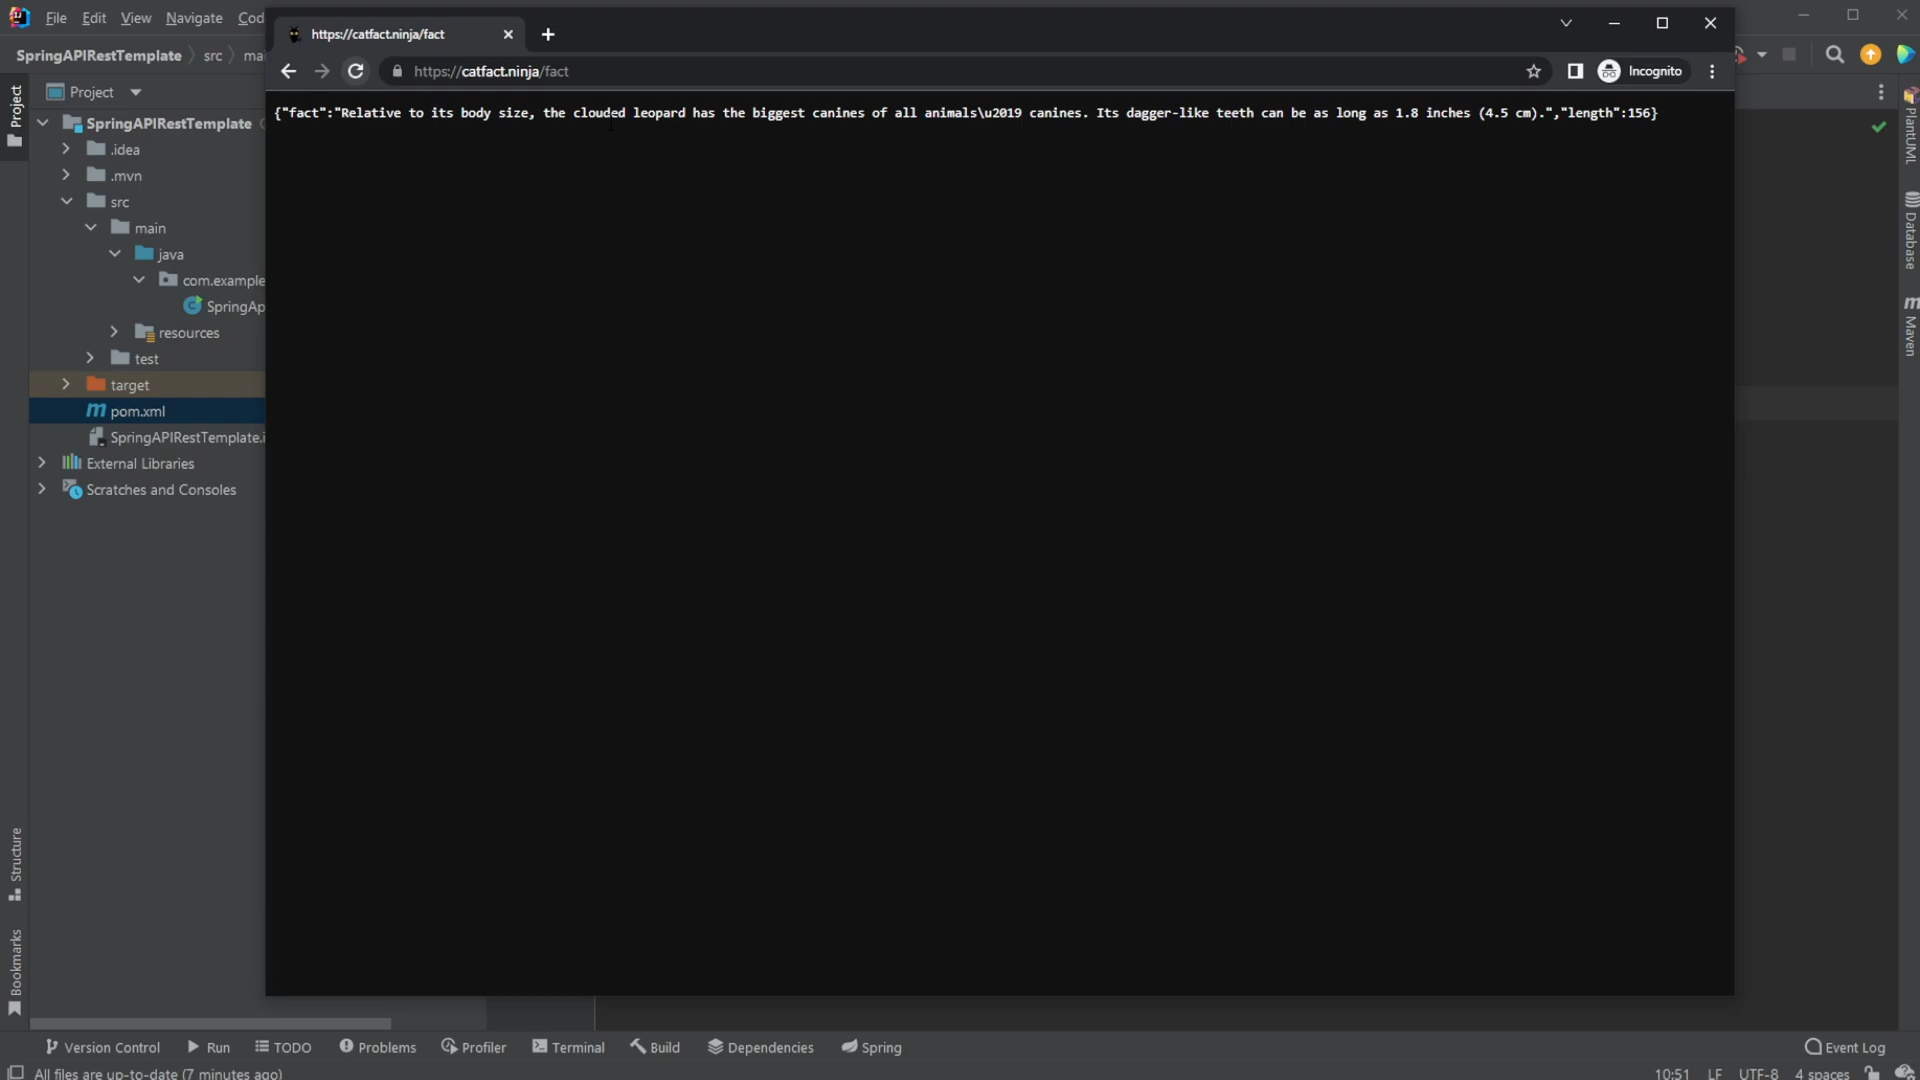 File Edit View Navigate Cod
https://catfact.ninja/fact
SpringAPIRestTemplate src ma
https://catfact.ninja/fact
Incognito
Project
{"fact":"Relative to its body size, the clouded leopard has the biggest canines of all animals\u2019 canines. Its dagger-like teeth can be as long as 1.8 inches (4.5 cm).","length":156}
Project
SpringAPIRestTemplate
.idea
.mvn
src
main
java
com.example
SpringAp
resources
test
target
pom.xml
SpringAPIRestTemplate.i
External Libraries
Scratches and Consoles
PlantUML
Database
m
Maven
Structure
Bookmarks
Version Control Run TODO Problems Profiler Terminal Build Dependencies Spring Event Log
All files are up-to-date (7 minutes ago) 10:51 LF UTF-8 4 spaces